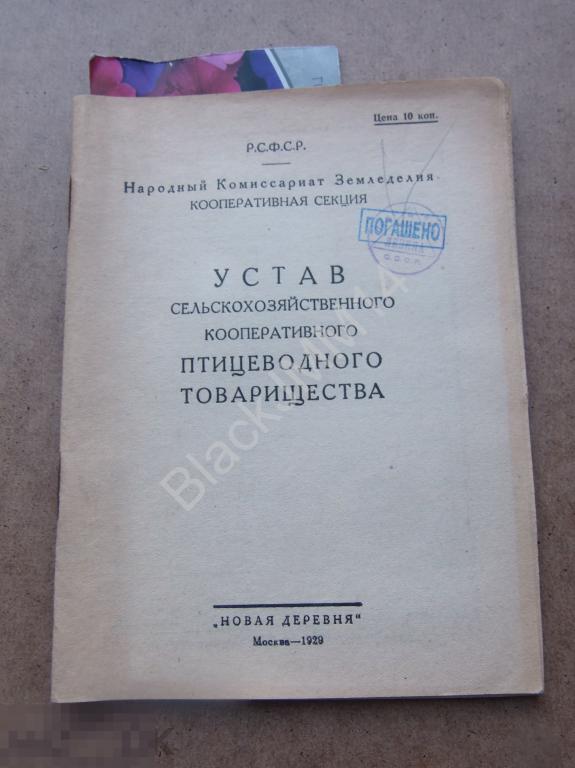 Цена 10 коп.
Р.С.Ф.С.Р.
Народный Комиссариат Земледелия
КООПЕРАТИВНАЯ СЕКЦИЯ
ПОГАШЕНО
УСТАВ
СЕЛЬСКОХОЗЯЙСТВЕННОГО
КООПЕРАТИВНОГО
ПТИЦЕВОДНОГО
ТОВАРИЩЕСТВА
„НОВАЯ ДЕРЕВНЯ“
Москва—1929